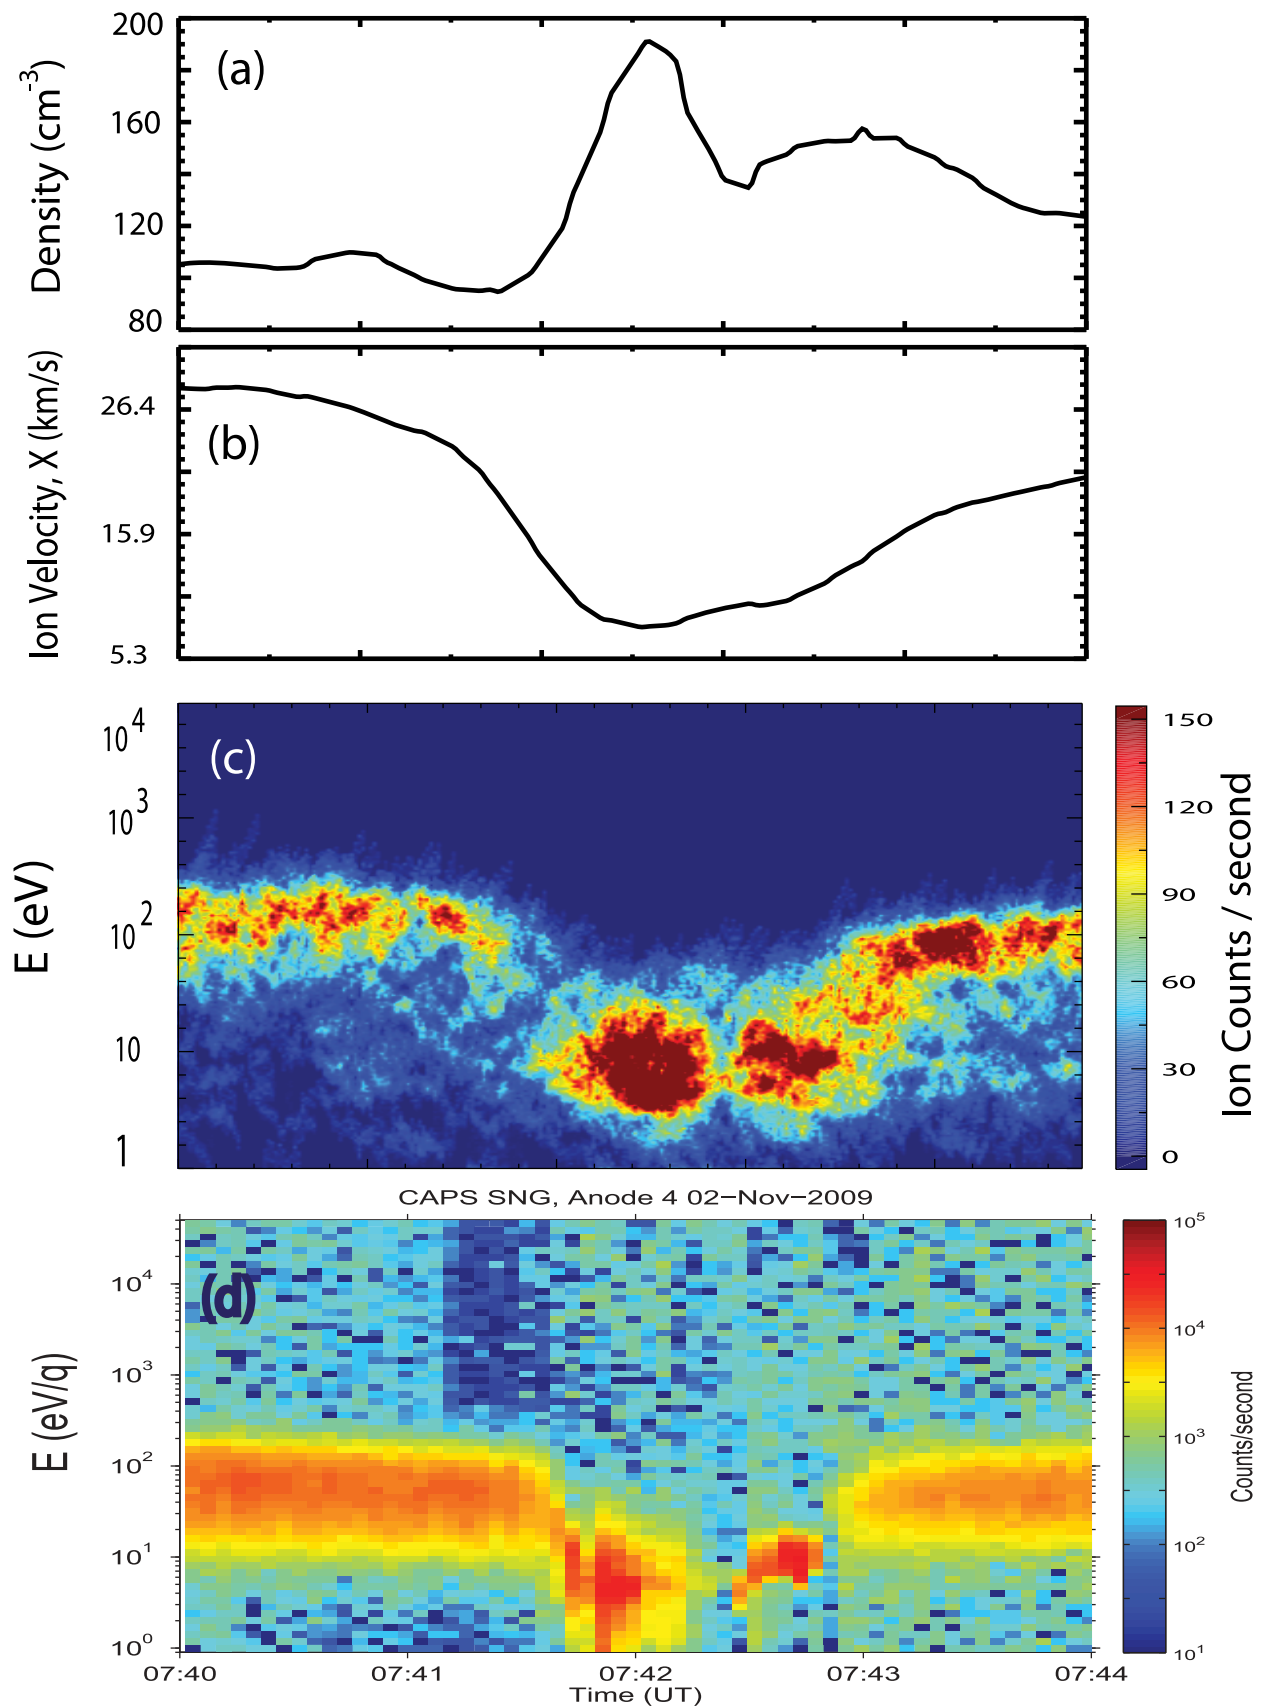 (a)
Density (cm-3)
200
160
120
80
(b)
Ion Velocity, X (km/s)
26.4
15.9
5.3
(c)
E (eV)
10^4
10^3
10^2
10
1
150
120
90
60
30
0
Ion Counts / second
CAPS SNG, Anode 4 02-Nov-2009
(d)
E (eV/q)
10^4
10^3
10^2
10^1
10^0
10^5
10^4
10^3
10^2
10^1
Counts/second
07:40 07:41 07:42 07:43 07:44
Time (UT)